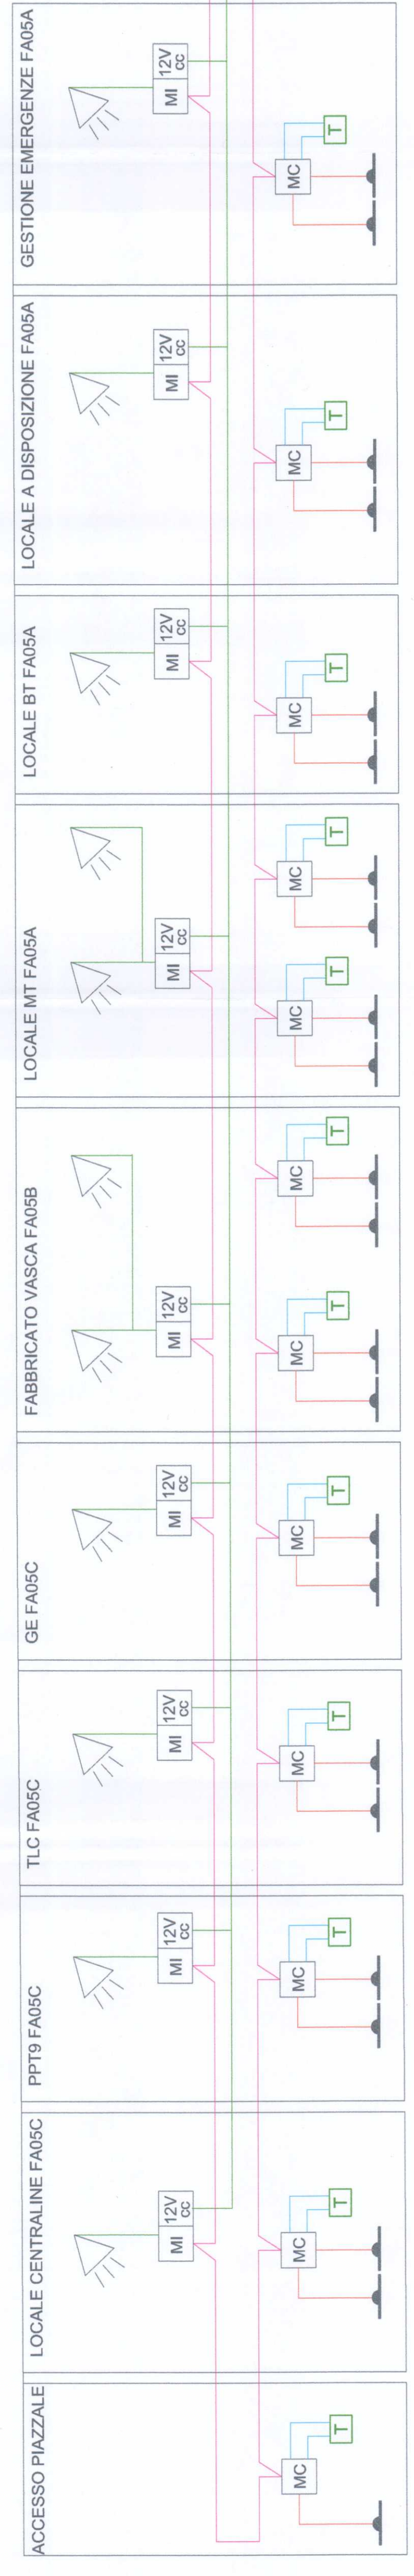 GESTIONE EMERGENZE FA05A
MI
12V
cc
MC
T
LOCALE A DISPOSIZIONE FA05A
MI
12V
cc
MC
T
LOCALE BT FA05A
MI
12V
cc
MC
T
LOCALE MT FA05A
MI
12V
cc
MC
T
MC
T
FABBRICATO VASCA FA05B
MI
12V
cc
MC
T
MC
T
GE FA05C
MI
12V
cc
MC
T
TLC FA05C
MI
12V
cc
MC
T
PPT9 FA05C
MI
12V
cc
MC
T
LOCALE CENTRALINE FA05C
MI
12V
cc
MC
T
ACCESSO PIAZZALE
MC
T